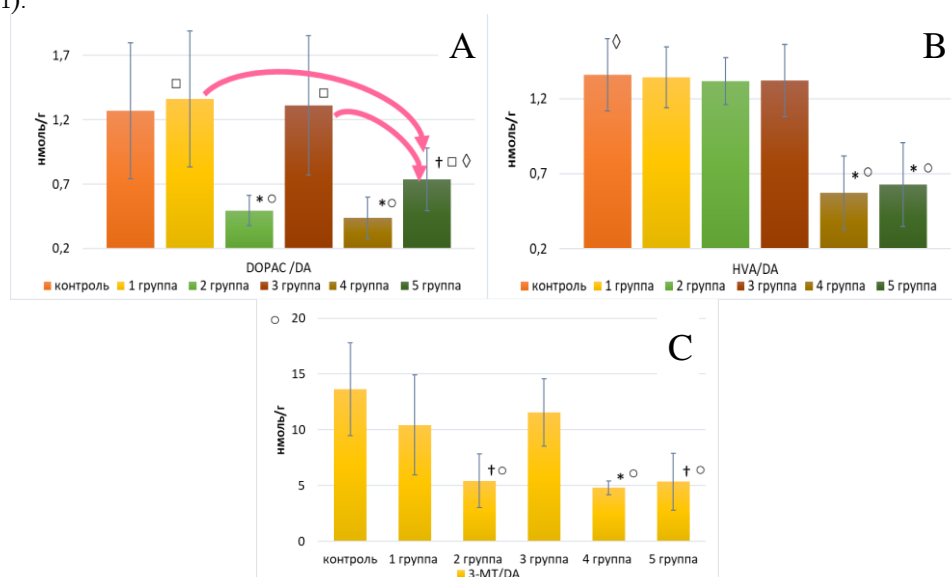 1).
A
1,7
1,2
0,7
0,2
нмоль/г
□
* ○
□
*○
† □ ◊
DOPAC /DA
контроль 1 группа 2 группа 3 группа 4 группа 5 группа
B
1,2
0,7
0,2
нмоль/г
◊
* ○
* ○
HVA/DA
контроль 1 группа 2 группа 3 группа 4 группа 5 группа
○
C
20
15
10
5
0
нмоль/г
† ○
* ○
† ○
контроль 1 группа 2 группа 3 группа 4 группа 5 группа
3-MT/DA